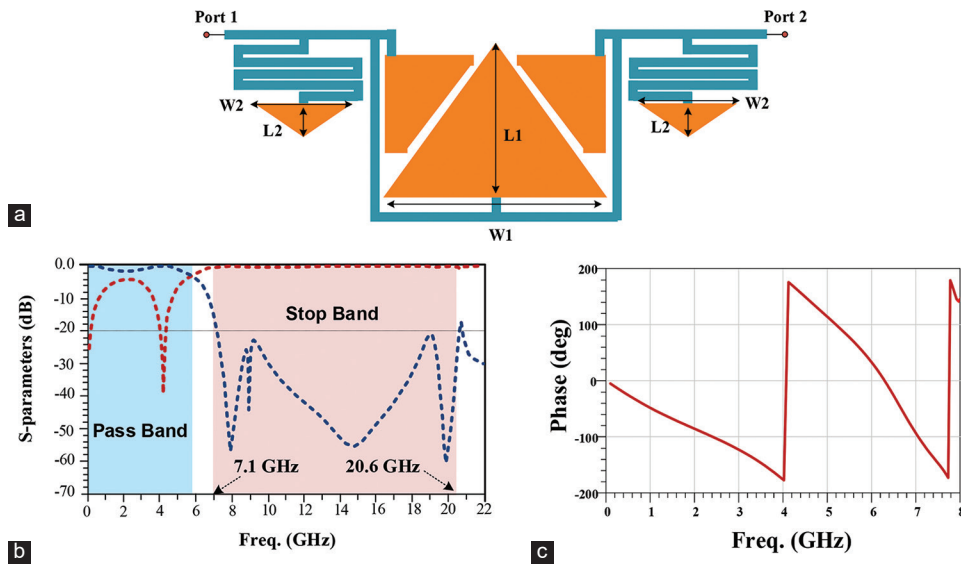 Port 1
Port 2
W2
L2
L1
W2
L2
W1
a
S-parameters (dB)
0.0
-10
-20
-30
-40
-50
-60
-70
Stop Band
Pass Band
7.1 GHz
20.6 GHz
0 2 4 6 8 10 12 14 16 18 20 22
Freq. (GHz)
b
Phase (deg)
200
100
0
-100
-200
0 1 2 3 4 5 6 7 8
Freq. (GHz)
c